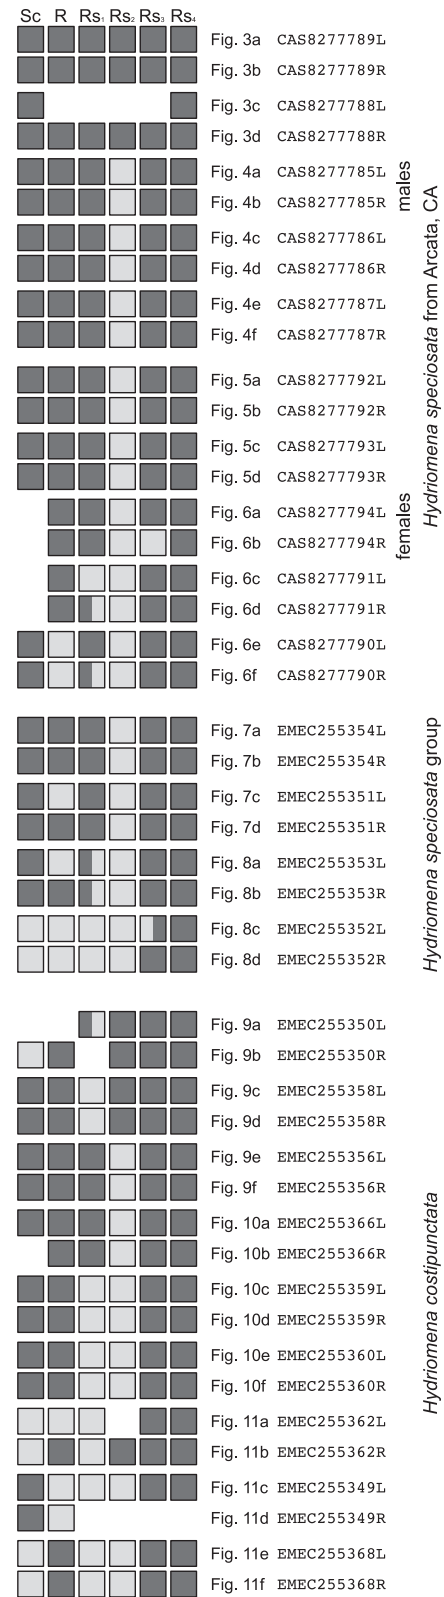 Sc R Rs1 Rs2 Rs3 Rs4
Fig. 3a CAS8277789L
Fig. 3b CAS8277789R
Fig. 3c CAS8277788L
Fig. 3d CAS8277788R
Fig. 4a CAS8277785L
Fig. 4b CAS8277785R
Fig. 4c CAS8277786L
Fig. 4d CAS8277786R
Fig. 4e CAS8277787L
Fig. 4f CAS8277787R
males
Fig. 5a CAS8277792L
Fig. 5b CAS8277792R
Fig. 5c CAS8277793L
Fig. 5d CAS8277793R
Fig. 6a CAS8277794L
Fig. 6b CAS8277794R
Fig. 6c CAS8277791L
Fig. 6d CAS8277791R
Fig. 6e CAS8277790L
Fig. 6f CAS8277790R
females
Hydriomena speciosata from Arcata, CA
Fig. 7a EMEC255354L
Fig. 7b EMEC255354R
Fig. 7c EMEC255351L
Fig. 7d EMEC255351R
Fig. 8a EMEC255353L
Fig. 8b EMEC255353R
Fig. 8c EMEC255352L
Fig. 8d EMEC255352R
Hydriomena speciosata group
Fig. 9a EMEC255350L
Fig. 9b EMEC255350R
Fig. 9c EMEC255358L
Fig. 9d EMEC255358R
Fig. 9e EMEC255356L
Fig. 9f EMEC255356R
Fig. 10a EMEC255366L
Fig. 10b EMEC255366R
Fig. 10c EMEC255359L
Fig. 10d EMEC255359R
Fig. 10e EMEC255360L
Fig. 10f EMEC255360R
Fig. 11a EMEC255362L
Fig. 11b EMEC255362R
Fig. 11c EMEC255349L
Fig. 11d EMEC255349R
Fig. 11e EMEC255368L
Fig. 11f EMEC255368R
Hydriomena costipunctata